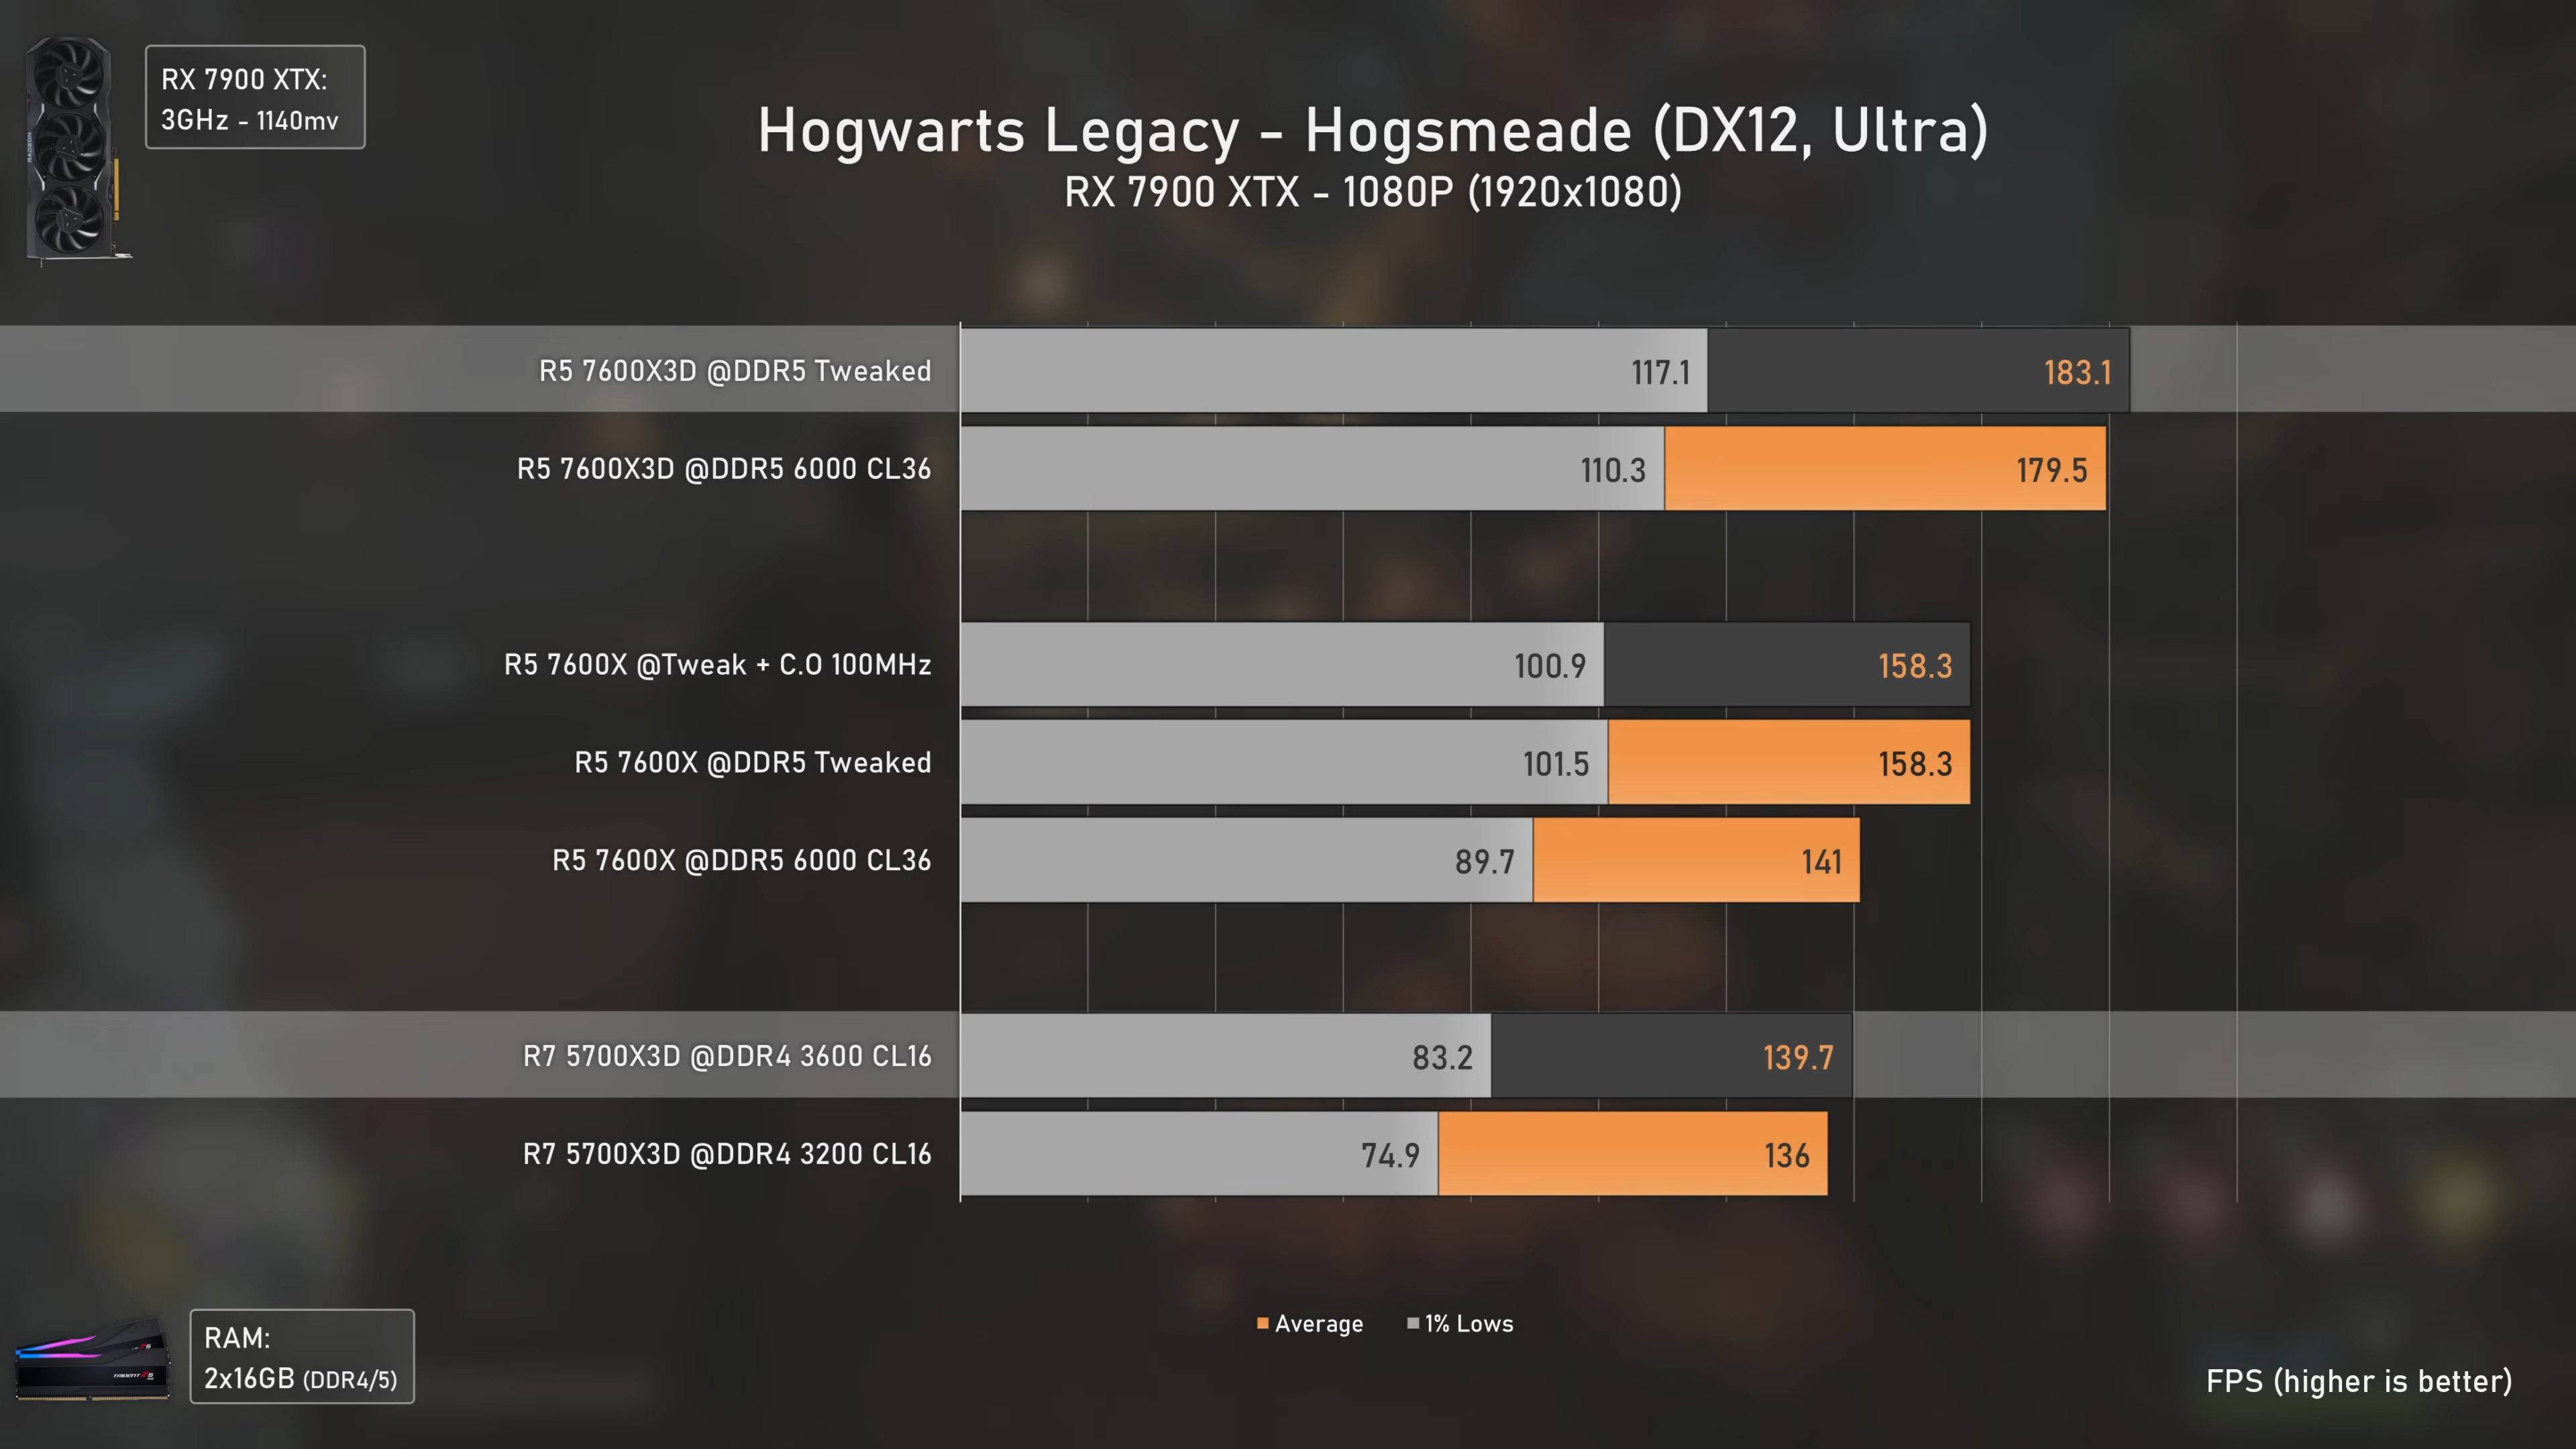 RX 7900 XTX:
3GHz - 1140mv
Hogwarts Legacy - Hogsmeade (DX12, Ultra)
RX 7900 XTX - 1080P (1920x1080)
R5 7600X3D @DDR5 Tweaked 117.1 183.1
R5 7600X3D @DDR5 6000 CL36 110.3 179.5
R5 7600X @Tweak + C.O 100MHz 100.9 158.3
R5 7600X @DDR5 Tweaked 101.5 158.3
R5 7600X @DDR5 6000 CL36 89.7 141
R7 5700X3D @DDR4 3600 CL16 83.2 139.7
R7 5700X3D @DDR4 3200 CL16 74.9 136
Average 1% Lows
RAM:
2x16GB (DDR4/5)
FPS (higher is better)
RADEON